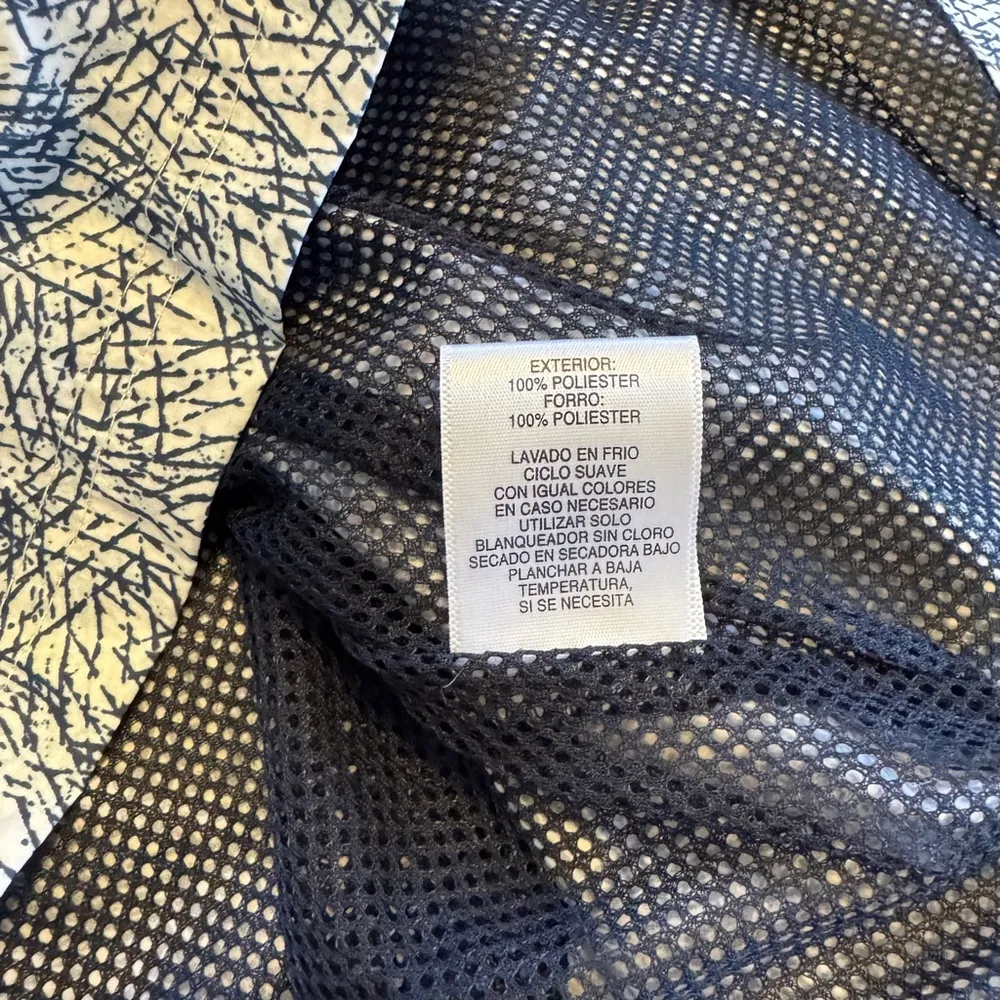 EXTERIOR:
100% POLIESTER
FORRO:
100% POLIESTER
LAVADO EN FRIO
CICLO SUAVE
CON IGUAL COLORES
EN CASO NECESARIO
UTILIZAR SOLO
BLANQUEADOR SIN CLORO
SECADO EN SECADORA BAJO
PLANCHAR A BAJA
TEMPERATURA,
SI SE NECESITA